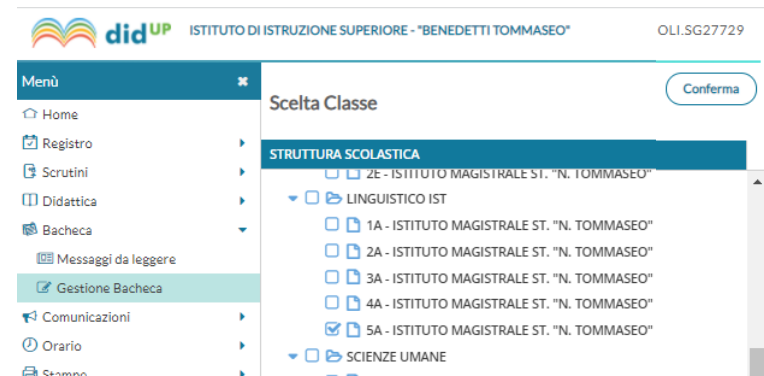 didUP ISTITUTO DI ISTRUZIONE SUPERIORE - "BENEDETTI TOMMASEO" OLI.SG27729
Menù
Home
Registro
Scrutini
Didattica
Bacheca
Messaggi da leggere
Gestione Bacheca
Comunicazioni
Orario
Stampe
Scelta Classe
Conferma
STRUTTURA SCOLASTICA
2E - ISTITUTO MAGISTRALE ST. "N. TOMMASEO"
LINGUISTICO IST
1A - ISTITUTO MAGISTRALE ST. "N. TOMMASEO"
2A - ISTITUTO MAGISTRALE ST. "N. TOMMASEO"
3A - ISTITUTO MAGISTRALE ST. "N. TOMMASEO"
4A - ISTITUTO MAGISTRALE ST. "N. TOMMASEO"
5A - ISTITUTO MAGISTRALE ST. "N. TOMMASEO"
SCIENZE UMANE